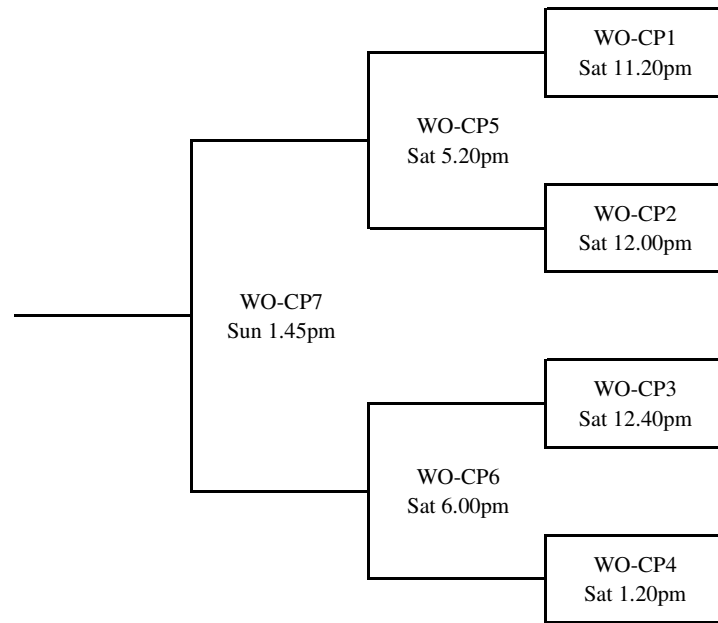 WO-CP1
Sat 11.20pm
WO-CP5
Sat 5.20pm
WO-CP2
Sat 12.00pm
WO-CP7
Sun 1.45pm
WO-CP3
Sat 12.40pm
WO-CP6
Sat 6.00pm
WO-CP4
Sat 1.20pm